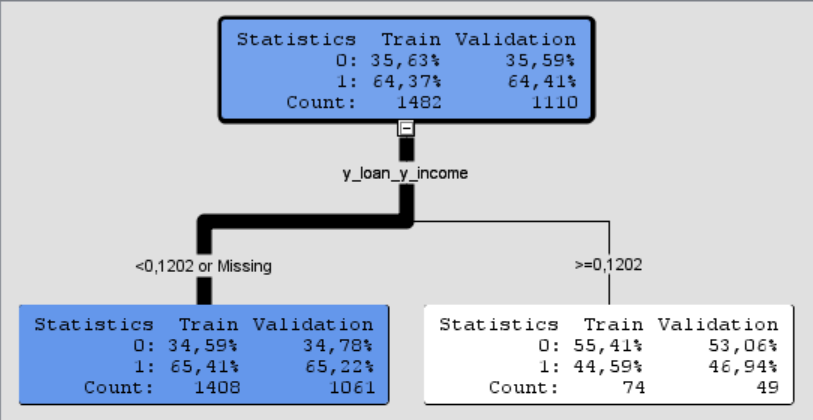 Statistics Train Validation
0: 35,63% 35,59%
1: 64,37% 64,41%
Count: 1482 1110
y_loan_y_income
<0,1202 or Missing
>=0,1202
Statistics Train Validation
0: 34,59% 34,78%
1: 65,41% 65,22%
Count: 1408 1061
Statistics Train Validation
0: 55,41% 53,06%
1: 44,59% 46,94%
Count: 74 49